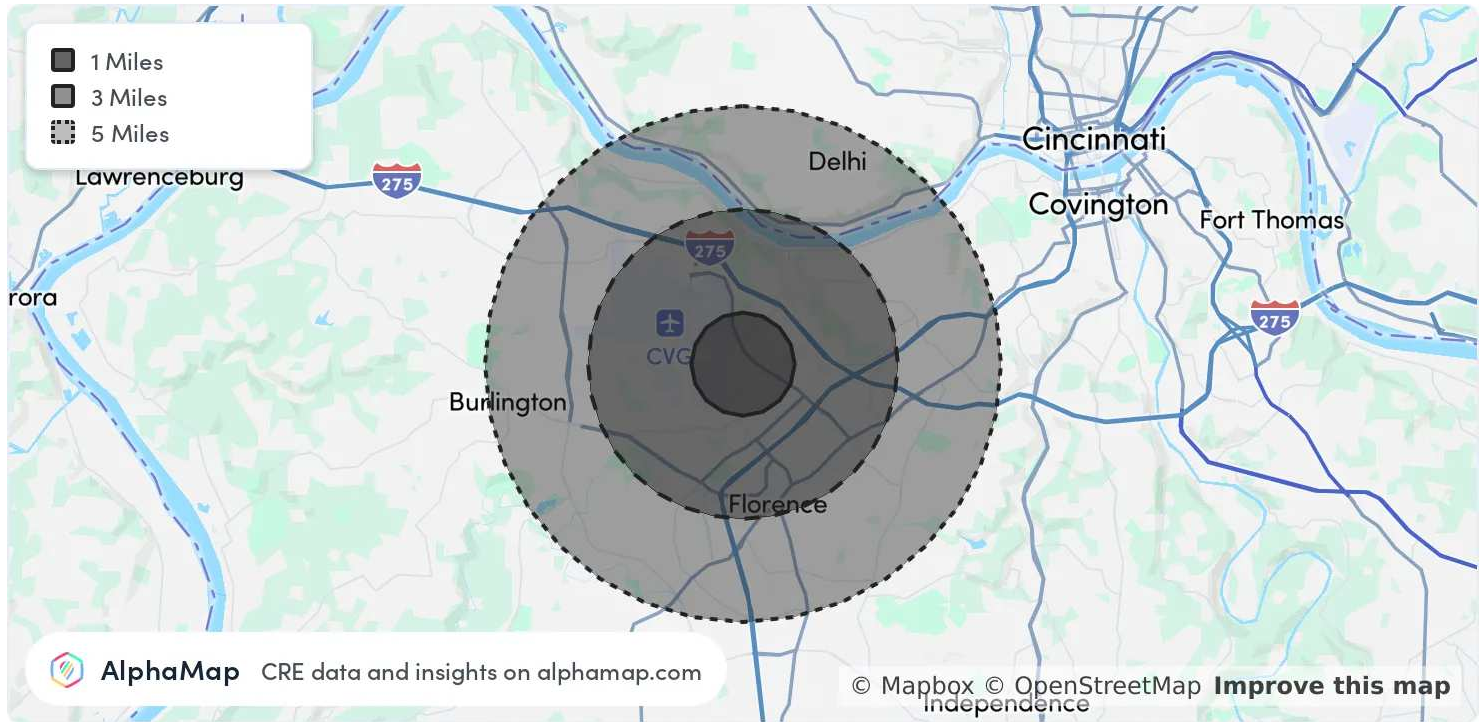 1 Miles
3 Miles
5 Miles
Cincinnati
Delhi
Lawrenceburg
275
Covington
Fort Thomas
275
rora
275
CVG
Burlington
Florence
AlphaMap CRE data and insights on alphamap.com
© Mapbox © OpenStreetMap Improve this map
Independence